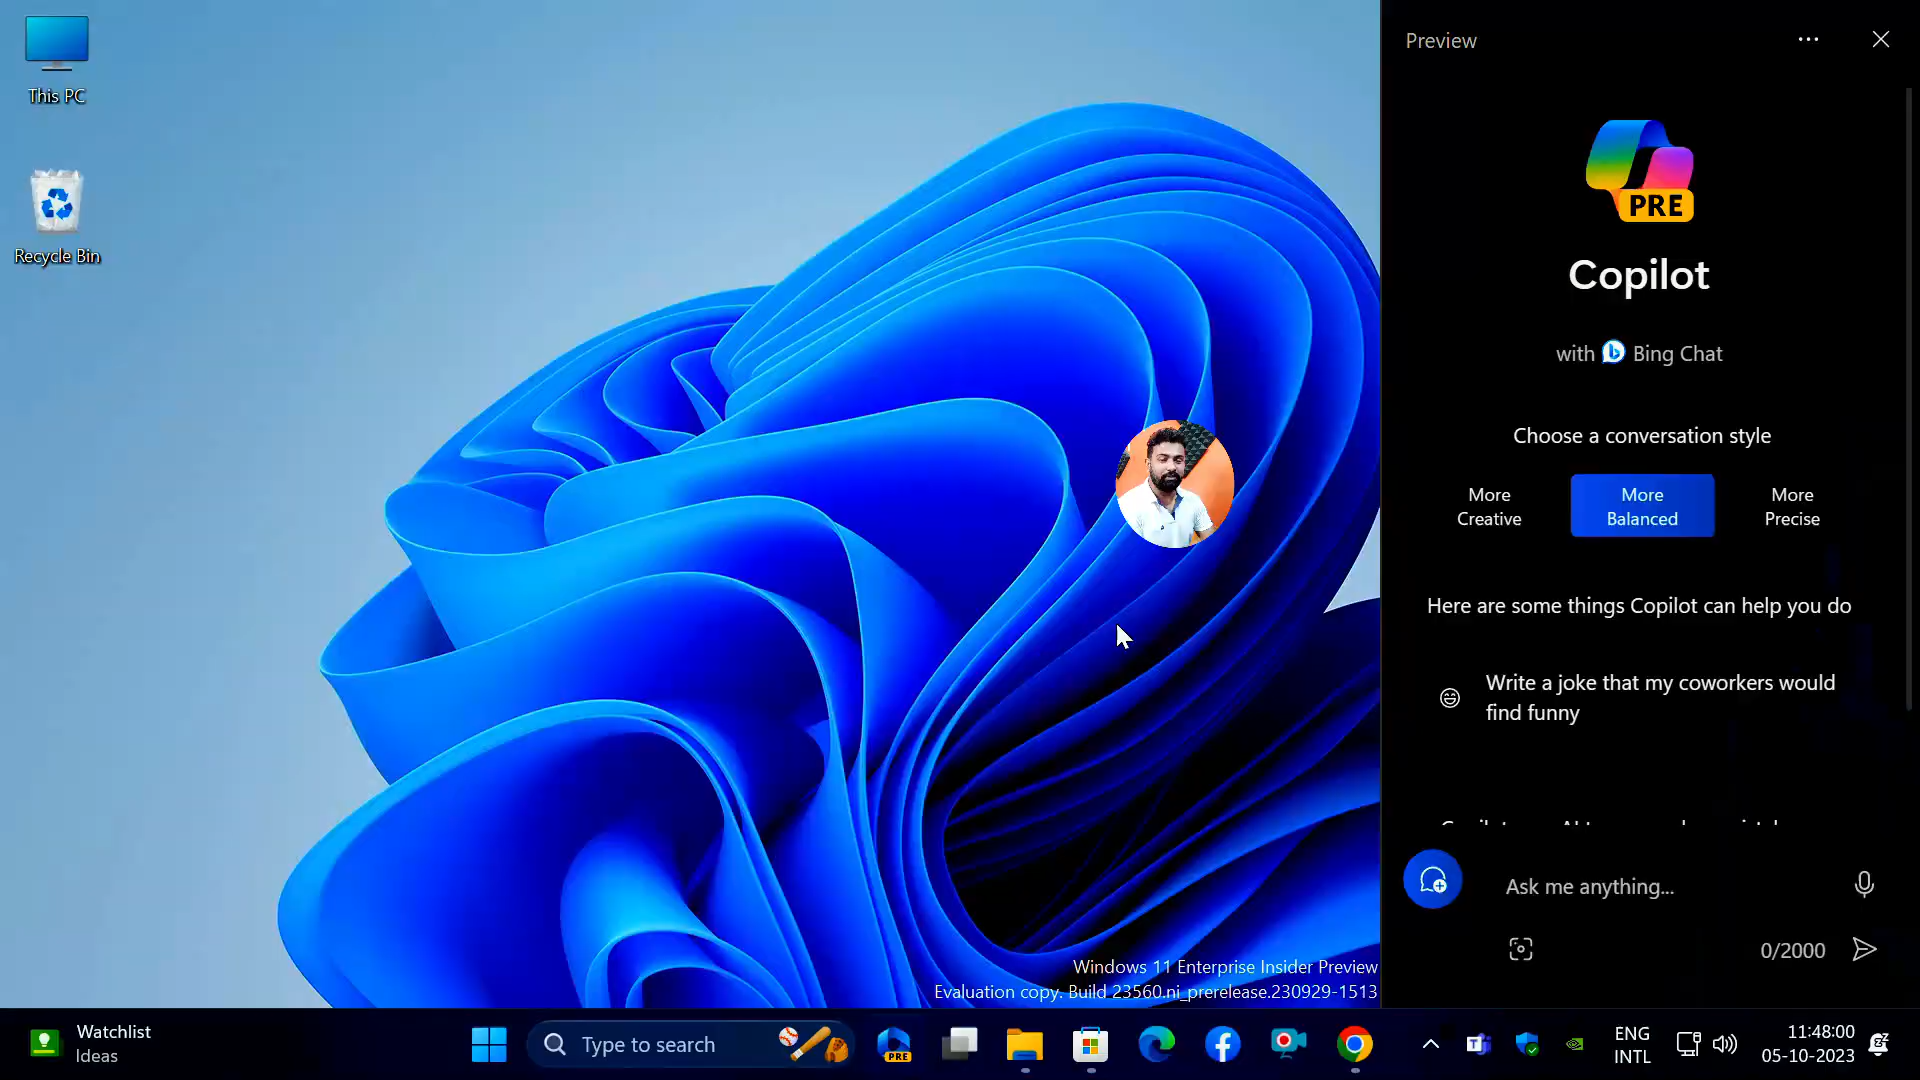 This PC
Recycle Bin
Preview
PRE
Copilot
with Bing Chat
Choose a conversation style
More
Creative
More
Balanced
More
Precise
Here are some things Copilot can help you do
Write a joke that my coworkers would
find funny
Ask me anything...
0/2000
Windows 11 Enterprise Insider Preview
Evaluation copy. Build 23560.ni_prerelease.230929-1513
Watchlist
Ideas
Type to search
PRE
ENG
INTL
11:48:00
05-10-2023